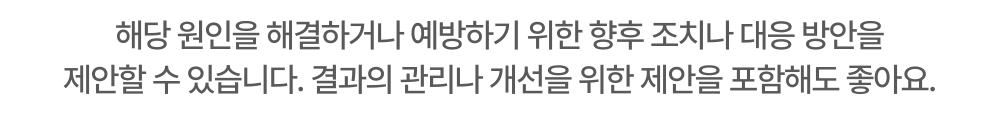 해당 원인을 해결하거나 예방하기 위한 향후 조치나 대응 방안을
제안할 수 있습니다. 결과의 관리나 개선을 위한 제안을 포함해도 좋아요.